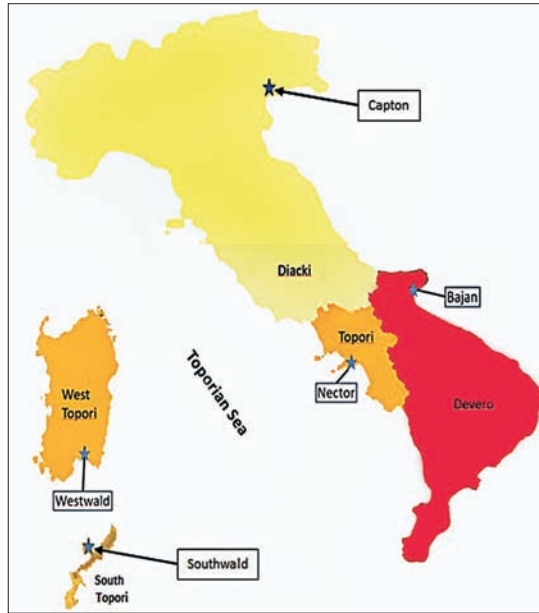 Capton
Diacki
Bajan
Topori
Toporian Sea
Nector
West
Topori
Devero
Westwald
Southwald
South
Topori